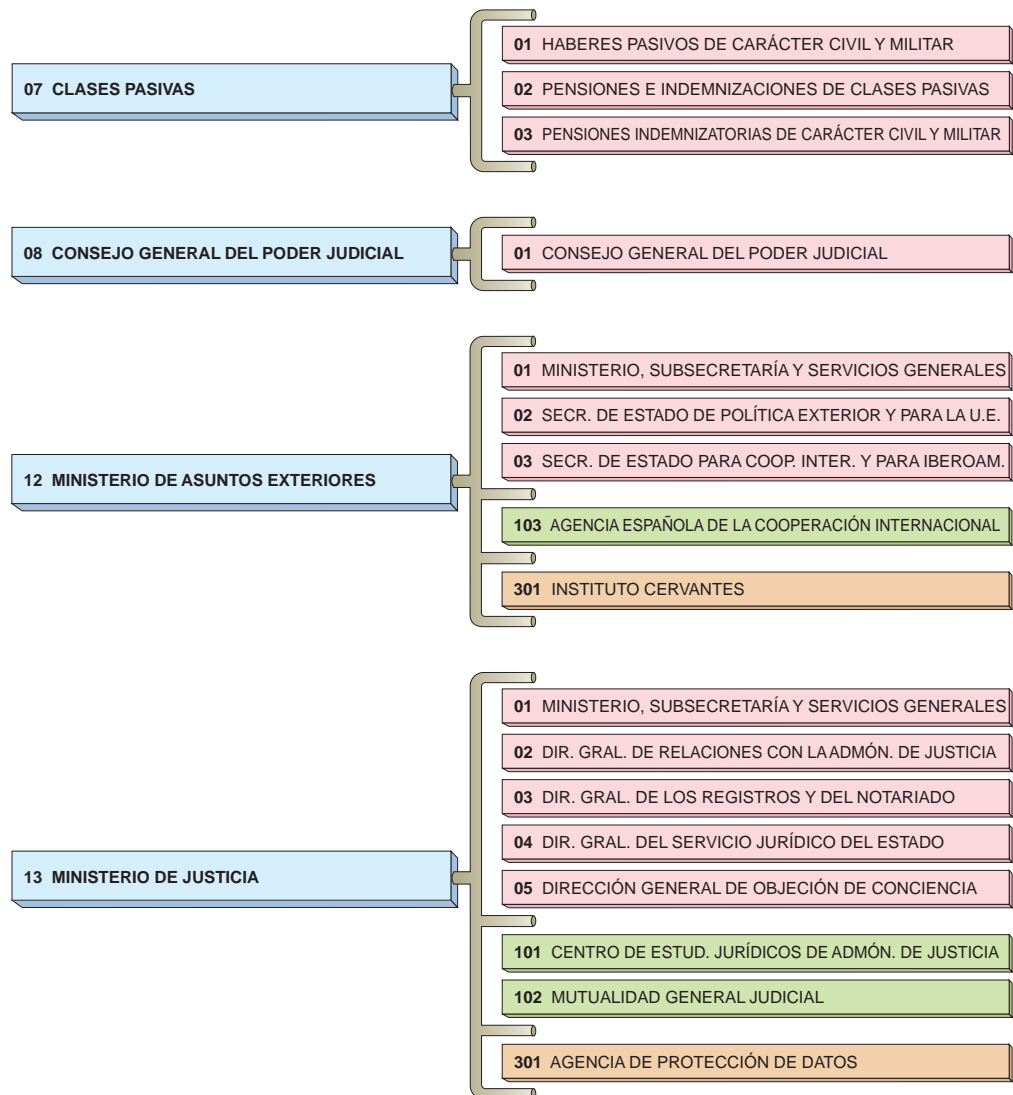 07 CLASES PASIVAS
01 HABERES PASIVOS DE CARÁCTER CIVIL Y MILITAR
02 PENSIONES E INDEMNIZACIONES DE CLASES PASIVAS
03 PENSIONES INDEMNIZATORIAS DE CARÁCTER CIVIL Y MILITAR
08 CONSEJO GENERAL DEL PODER JUDICIAL
01 CONSEJO GENERAL DEL PODER JUDICIAL
12 MINISTERIO DE ASUNTOS EXTERIORES
01 MINISTERIO, SUBSECRETARÍA Y SERVICIOS GENERALES
02 SECR. DE ESTADO DE POLÍTICA EXTERIOR Y PARA LA U.E.
03 SECR. DE ESTADO PARA COOP. INTER. Y PARA IBEROAM.
103 AGENCIA ESPAÑOLA DE LA COOPERACIÓN INTERNACIONAL
301 INSTITUTO CERVANTES
13 MINISTERIO DE JUSTICIA
01 MINISTERIO, SUBSECRETARÍA Y SERVICIOS GENERALES
02 DIR. GRAL. DE RELACIONES CON LA ADMÓN. DE JUSTICIA
03 DIR. GRAL. DE LOS REGISTROS Y DEL NOTARIADO
04 DIR. GRAL. DEL SERVICIO JURÍDICO DEL ESTADO
05 DIRECCIÓN GENERAL DE OBJECIÓN DE CONCIENCIA
101 CENTRO DE ESTUD. JURÍDICOS DE ADMÓN. DE JUSTICIA
102 MUTUALIDAD GENERAL JUDICIAL
301 AGENCIA DE PROTECCIÓN DE DATOS